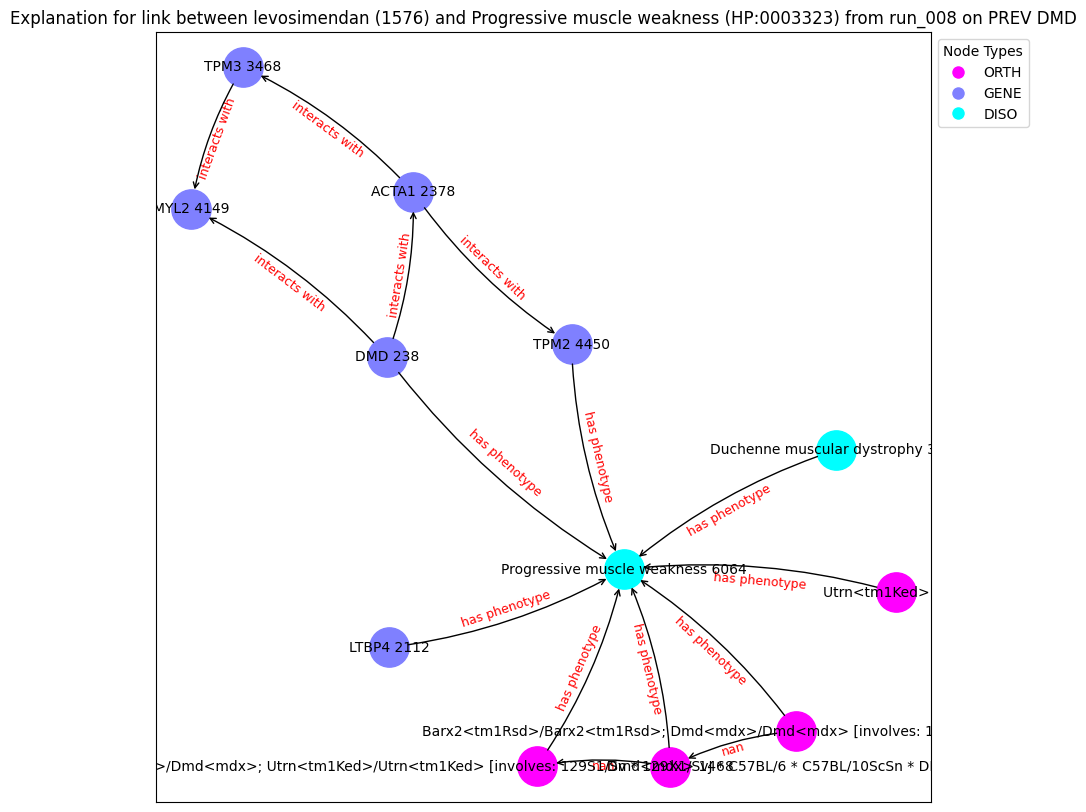 Explanation for link between levosimendan (1576) and Progressive muscle weakness (HP:0003323) from run_008 on PREV DMD
Node Types
ORTH
GENE
DISO
TPM3 3468
interacts with
interacts with
ACTA1 2378
MYL2 4149
interacts with
interacts with
interacts with
DMD 238
TPM2 4450
has phenotype
has phenotype
Duchenne muscular dystrophy 3
has phenotype
Progressive muscle weakness 6064
has phenotype
Utrn<tm1Ked>
has phenotype
LTBP4 2112
has phenotype
has phenotype
has phenotype
Barx2<tm1Rsd>/Barx2<tm1Rsd>; Dmd<mdx>/Dmd<mdx> [involves: 1
nan
>/Dmd<mdx>; Utrn<tm1Ked>/Utrn<tm1Ked> [involves: 129S1/Sv
C57BL/6 * C57BL/10ScSn * D